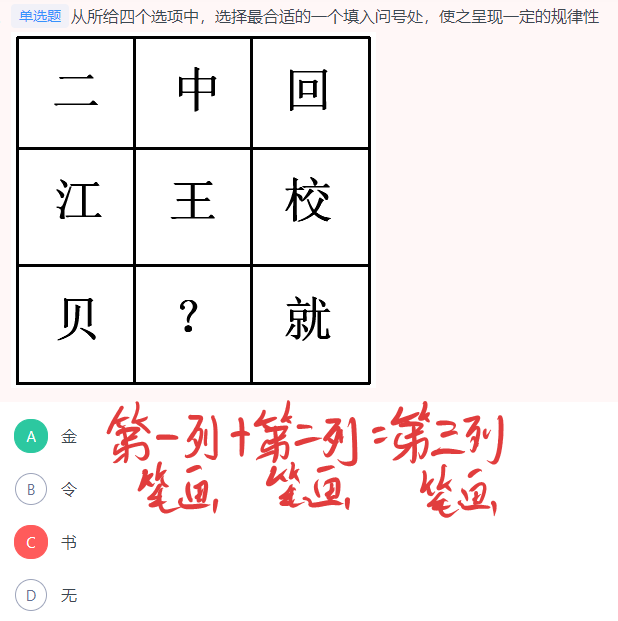 单选题 从所给四个选项中，选择最合适的一个填入问号处，使之呈现一定的规律性
二 中 回
江 王 校
贝 ？ 就
A 金
第一列+第二列=第三列
笔画 笔画 笔画
B 令
C 书
D 无